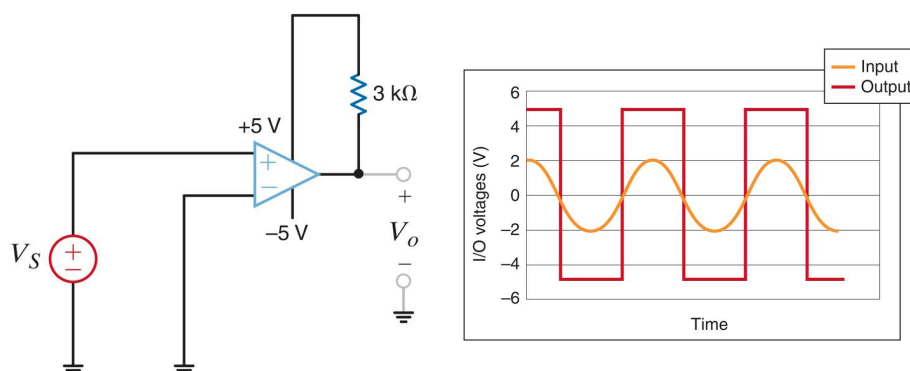 3 kΩ
+5 V
+
−
−5 V
+
V_o
−
V_S
+
−
Input
Output
I/O voltages (V)
6
4
2
0
−2
−4
−6
Time